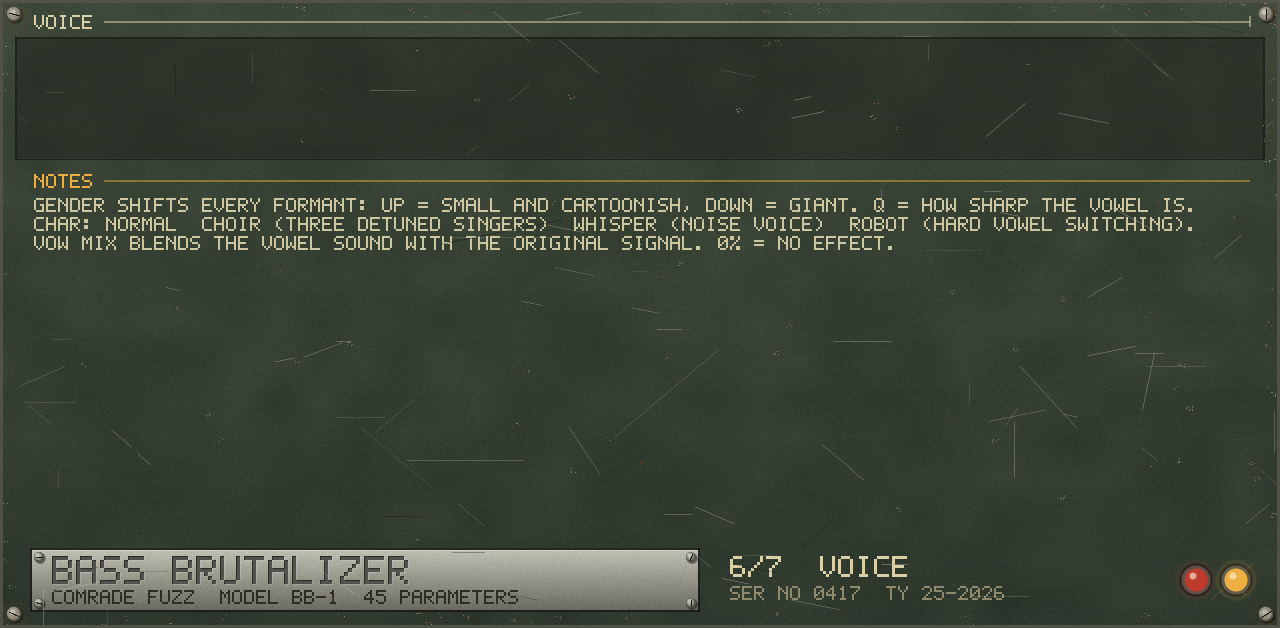 VOICE
NOTES
GENDER SHIFTS EVERY FORMANT: UP = SMALL AND CARTOONISH, DOWN = GIANT. Q = HOW SHARP THE VOWEL IS.
CHAR: NORMAL  CHOIR (THREE DETUNED SINGERS)  WHISPER (NOISE VOICE)  ROBOT (HARD VOWEL SWITCHING).
VOW MIX BLENDS THE VOWEL SOUND WITH THE ORIGINAL SIGNAL. 0% = NO EFFECT.
BASS BRUTALIZER
COMRADE FUZZ  MODEL BB-1  45 PARAMETERS
6/7  VOICE
SER NO 0417  TY 25-2026